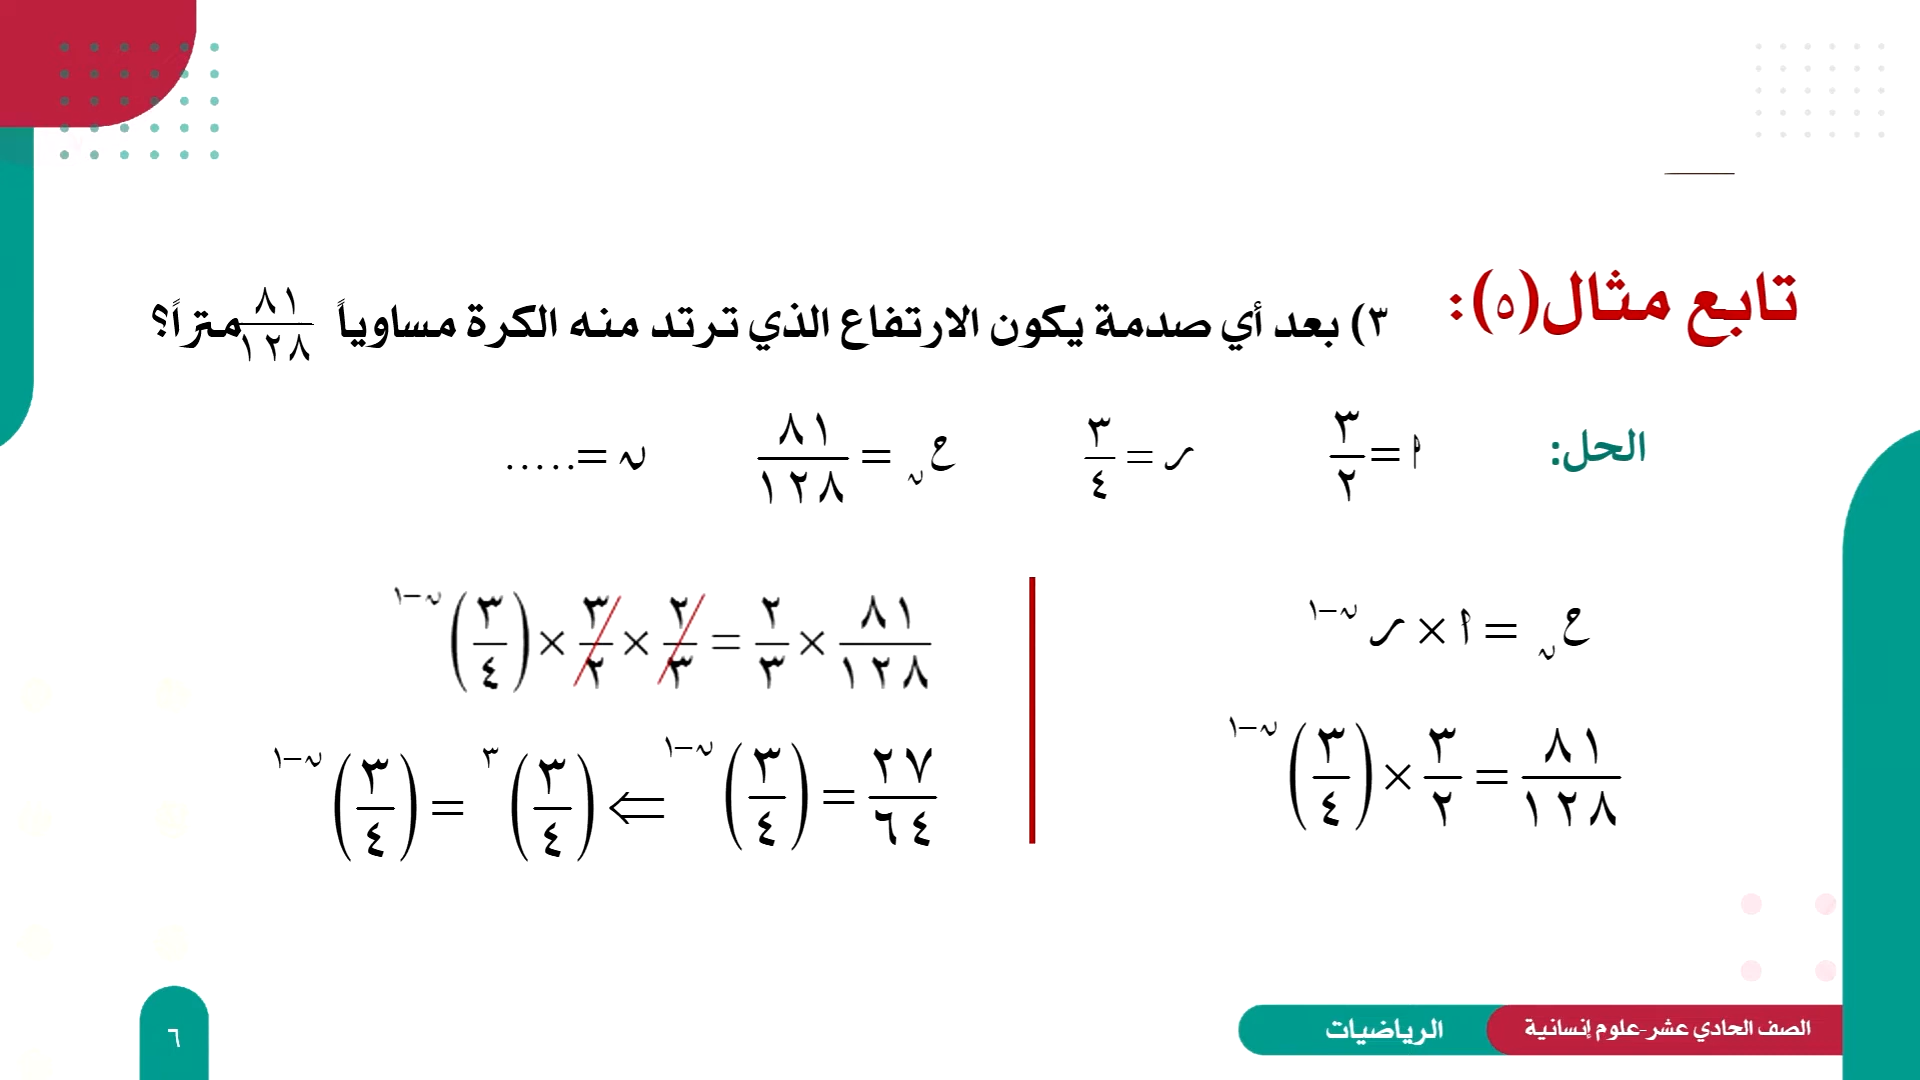 تابع مثال(٥):
٣) بعد أي صدمة يكون الارتفاع الذي ترتد منه الكرة مساوياً ٨١/١٢٨ متراً؟
الحل: ‏أ = ٣/٢ ‏ر = ٣/٤ ‏ح ن = ٨١/١٢٨ ‏ن = .....
ح ن = أ × ر ن−١
٨١/١٢٨ = ٣/٢ × (٣/٤) ن−١
٨١/١٢٨ × ٢/٣ = ٢/٣ × ٣/٢ × (٣/٤) ن−١
٢٧/٦٤ = (٣/٤) ن−١ ⇐ (٣/٤) ٣ = (٣/٤) ن−١
الصف الحادي عشر-علوم إنسانية
الرياضيات
٦